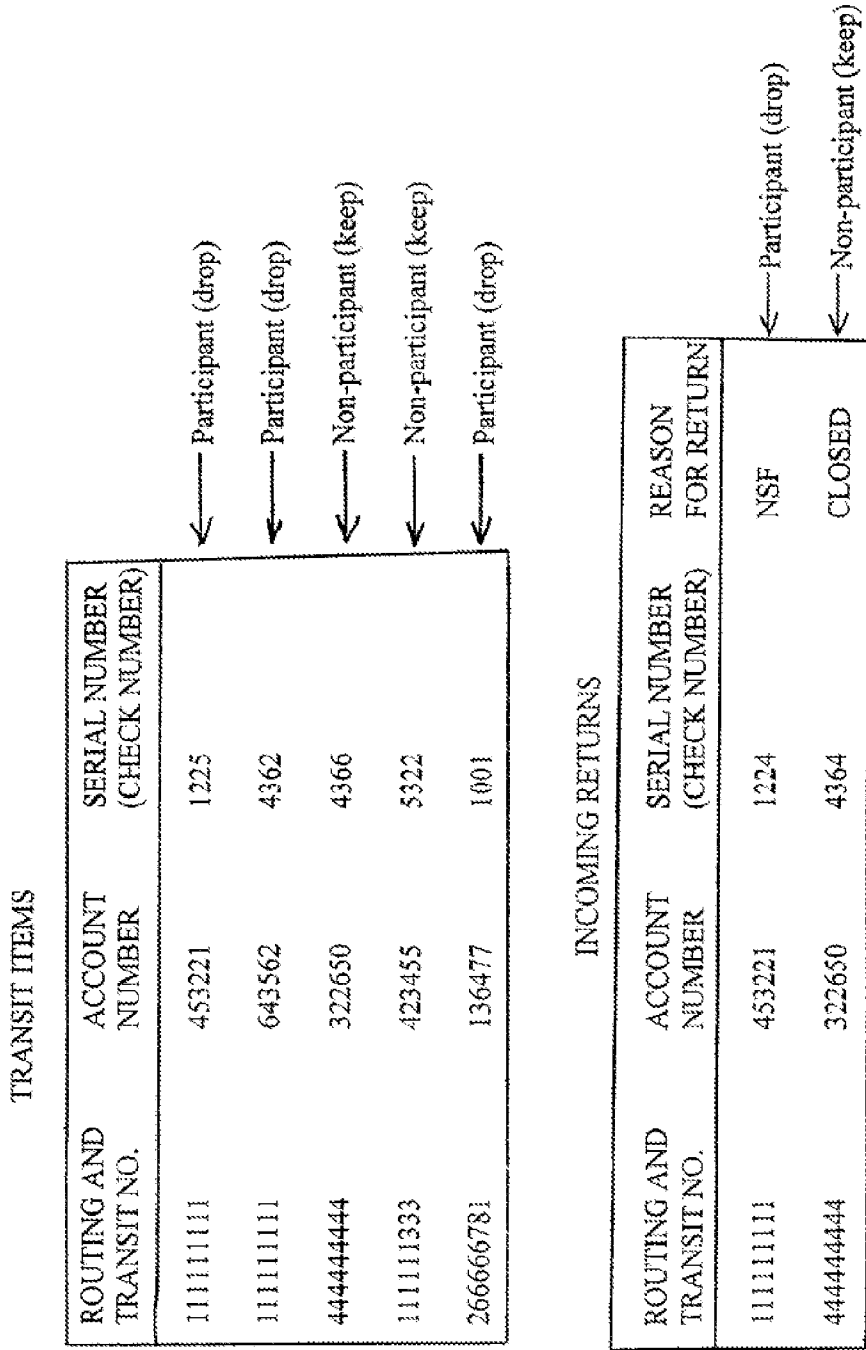 TRANSIT ITEMS
ROUTING AND TRANSIT NO. ACCOUNT NUMBER SERIAL NUMBER (CHECK NUMBER)
111111111 453221 1225 Participant (drop)
111111111 643562 4362 Participant (drop)
444444444 322650 4366 Non-participant (keep)
111111333 423455 5322 Non-participant (keep)
266666781 136477 1001 Participant (drop)
INCOMING RETURNS
ROUTING AND TRANSIT NO. ACCOUNT NUMBER SERIAL NUMBER (CHECK NUMBER) REASON FOR RETURN
111111111 453221 1224 NSF Participant (drop)
444444444 322650 4364 CLOSED Non-participant (keep)